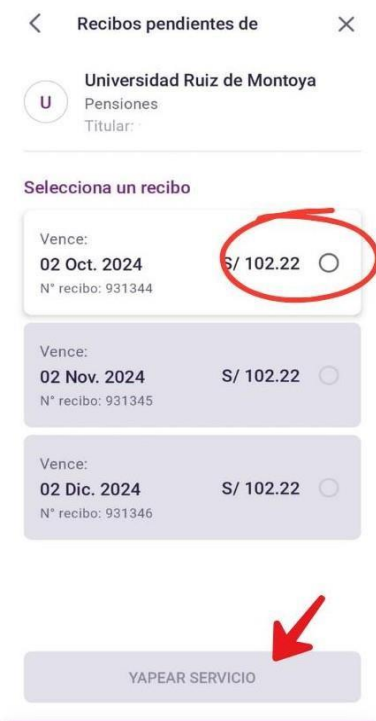 Recibos pendientes de
Universidad Ruiz de Montoya
U
Pensiones
Titular:
Selecciona un recibo
Vence:
02 Oct. 2024
S/ 102.22
N° recibo: 931344
Vence:
02 Nov. 2024
S/ 102.22
N° recibo: 931345
Vence:
02 Dic. 2024
S/ 102.22
N° recibo: 931346
YAPEAR SERVICIO